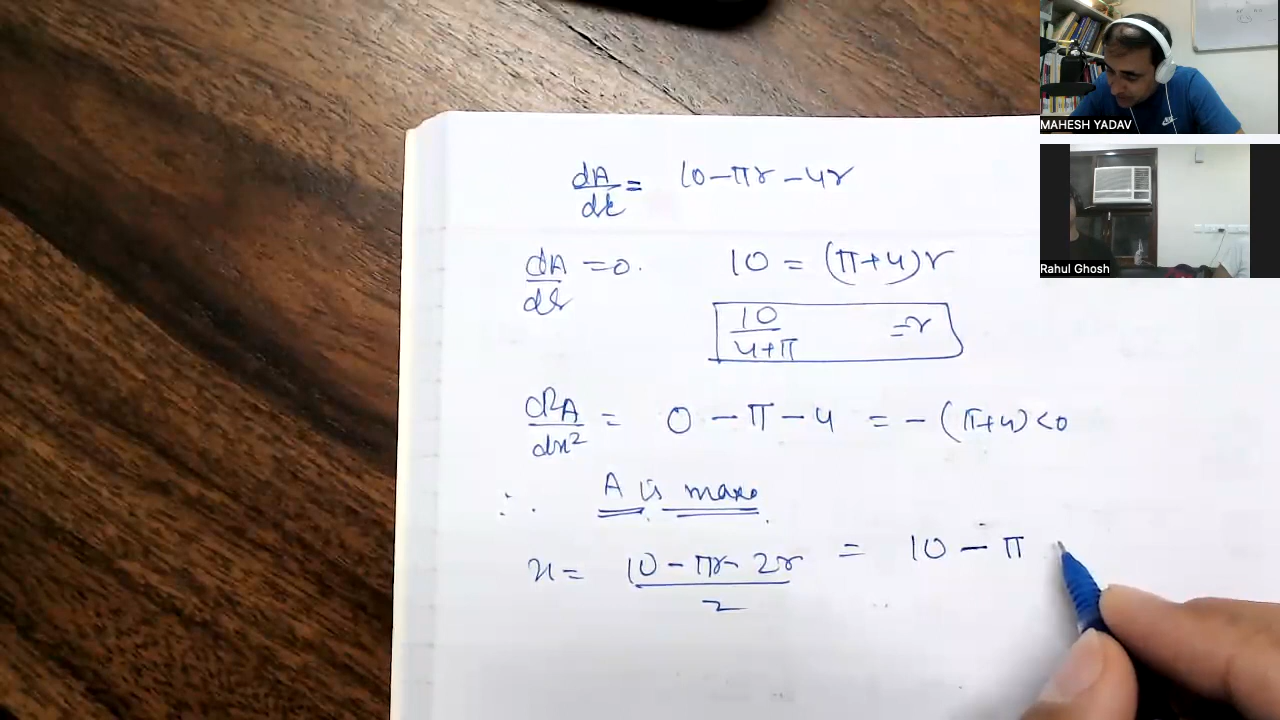 dA/dr = 10 - πr - 4r
dA/dr = 0. 10 = (π+4)r
10/4+π = r
d²A/dx² = 0 - π - 4 = - (π+4) < 0
∴ A is max
x = 10 - πr - 2r/2 = 10 - π
MAHESH YADAV
Rahul Ghosh